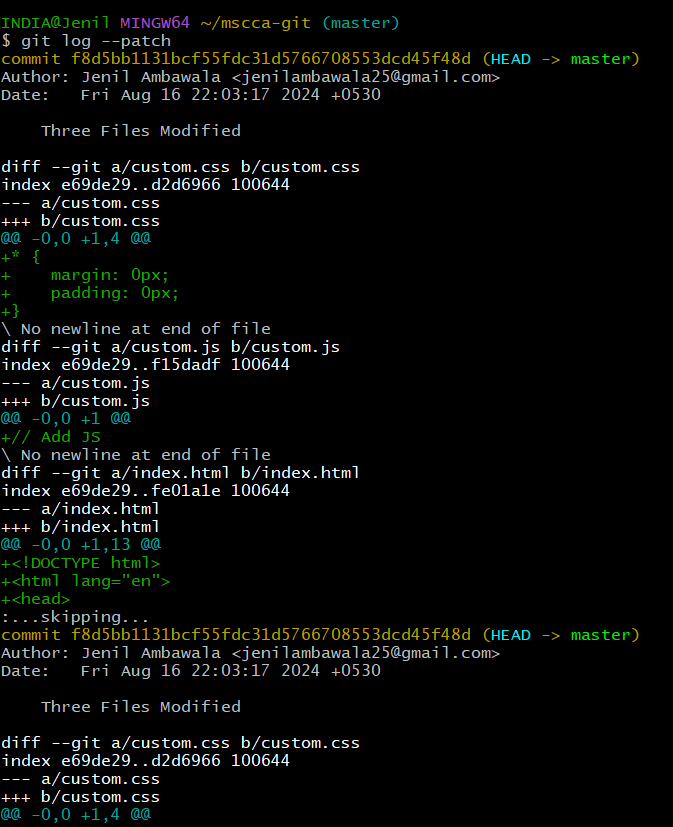 INDIA@Jenil MINGW64 ~/mscca-git (master)
$ git log --patch
commit f8d5bb1131bcf55fdc31d5766708553dcd45f48d (HEAD -> master)
Author: Jenil Ambawala <jenilambawala25@gmail.com>
Date:   Fri Aug 16 22:03:17 2024 +0530

    Three Files Modified

diff --git a/custom.css b/custom.css
index e69de29..d2d6966 100644
--- a/custom.css
+++ b/custom.css
@@ -0,0 +1,4 @@
+* {
+    margin: 0px;
+    padding: 0px;
+}
\ No newline at end of file
diff --git a/custom.js b/custom.js
index e69de29..f15dadf 100644
--- a/custom.js
+++ b/custom.js
@@ -0,0 +1 @@
+// Add JS
\ No newline at end of file
diff --git a/index.html b/index.html
index e69de29..fe01a1e 100644
--- a/index.html
+++ b/index.html
@@ -0,0 +1,13 @@
+<!DOCTYPE html>
+<html lang="en">
+<head>
:...skipping...
commit f8d5bb1131bcf55fdc31d5766708553dcd45f48d (HEAD -> master)
Author: Jenil Ambawala <jenilambawala25@gmail.com>
Date:   Fri Aug 16 22:03:17 2024 +0530

    Three Files Modified

diff --git a/custom.css b/custom.css
index e69de29..d2d6966 100644
--- a/custom.css
+++ b/custom.css
@@ -0,0 +1,4 @@